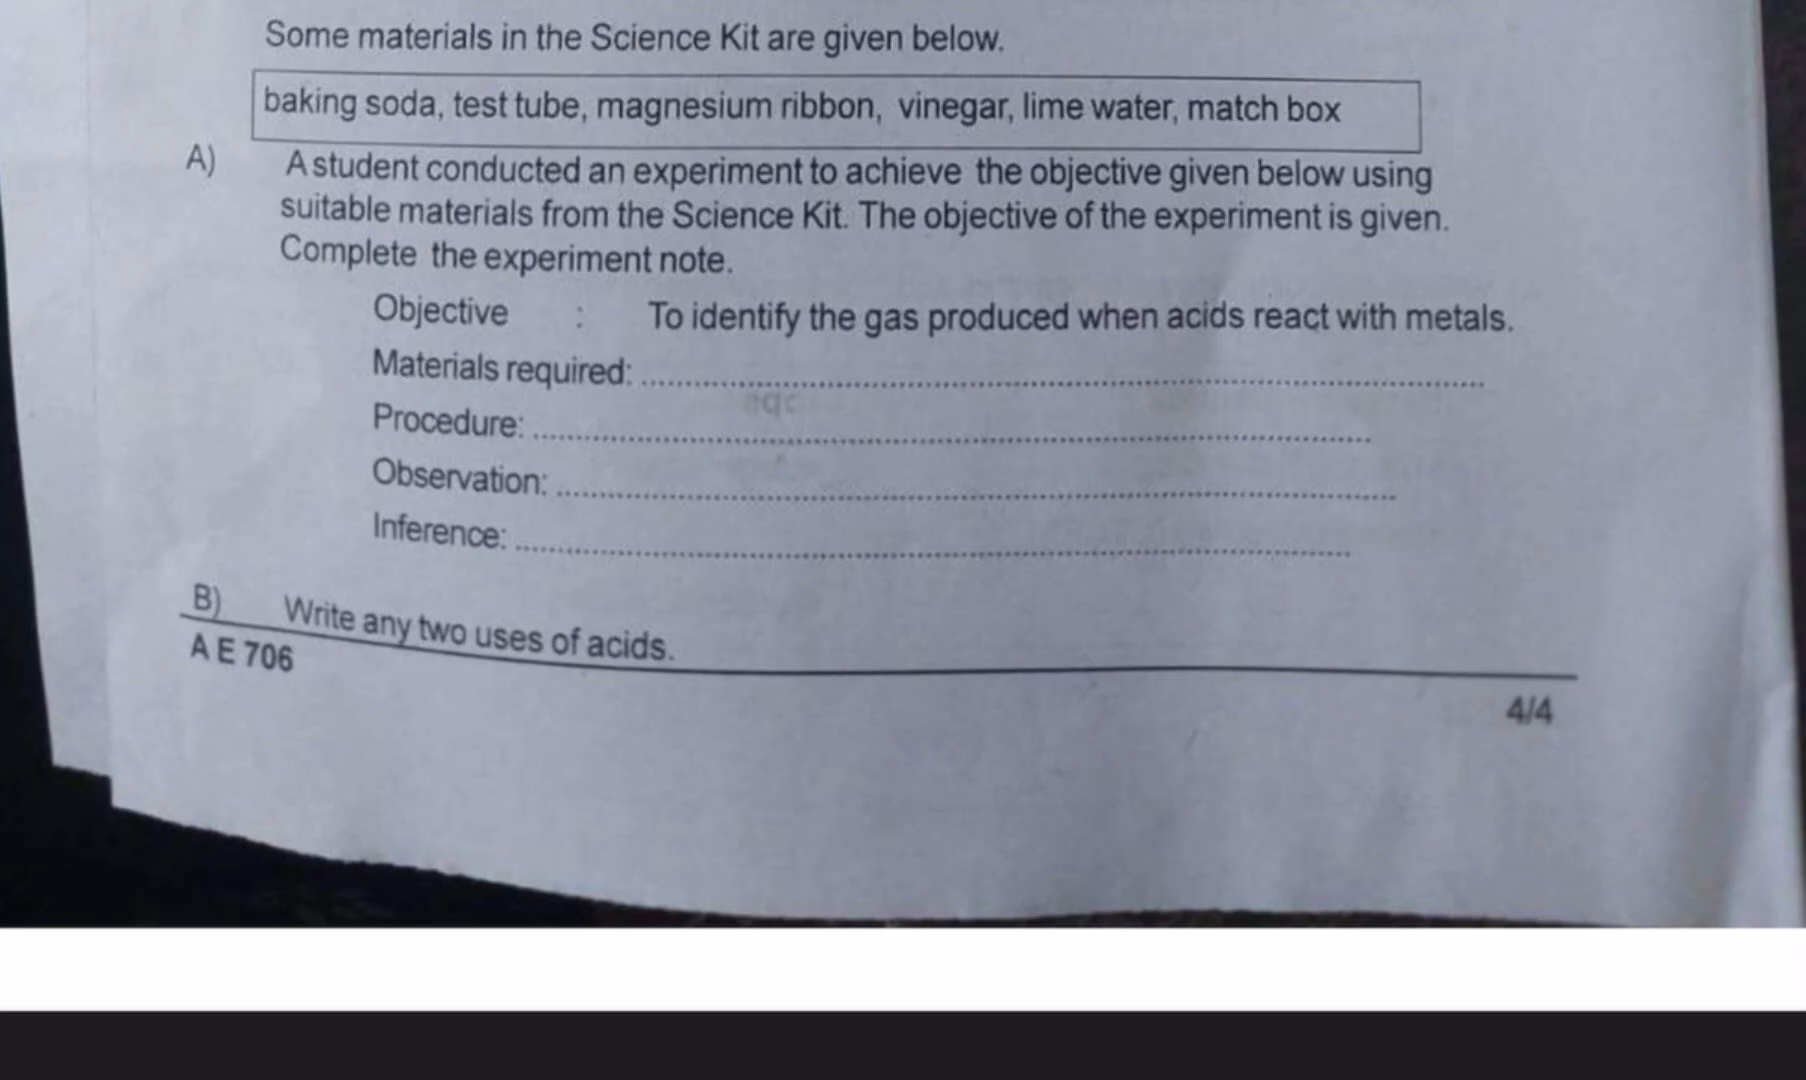 Some materials in the Science Kit are given below.
baking soda, test tube, magnesium ribbon, vinegar, lime water, match box
A) A student conducted an experiment to achieve the objective given below using
suitable materials from the Science Kit. The objective of the experiment is given.
Complete the experiment note.
Objective : To identify the gas produced when acids react with metals.
Materials required: ........................................................................
Procedure: ........................................................................
Observation: ........................................................................
Inference: ........................................................................
B) Write any two uses of acids.
A E 706
4/4